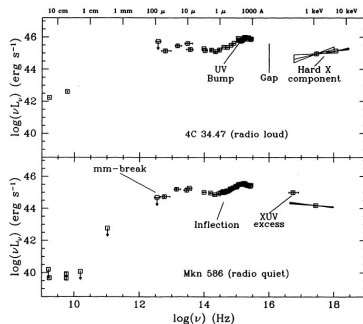 10 cm 1 cm 1 mm 100 μ 10 μ 1 μ 1000 A 1 keV 10 keV
46
44
42
40
log(νLν) (erg s⁻¹)
UV
Bump
Gap
Hard X
component
4C 34.47 (radio loud)
46
44
42
40
log(νLν) (erg s⁻¹)
mm-break
Inflection
XUV
excess
Mkn 586 (radio quiet)
10 12 14 16 18
log(ν) (Hz)